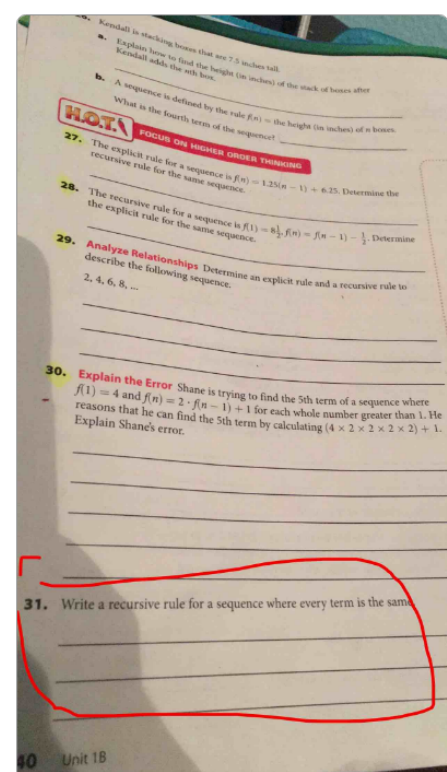 Kendall is stacking boxes that are 7.5 inches tall.
a. Explain how to find the height (in inches) of the stack of boxes after
Kendall adds the nth box.
b. A sequence is defined by the rule f(n) = the height (in inches) of n boxes.
What is the fourth term of the sequence?
H.O.T. FOCUS ON HIGHER ORDER THINKING
27. The explicit rule for a sequence is f(n) = 1.25(n − 1) + 6.25. Determine the
recursive rule for the same sequence.
28. The recursive rule for a sequence is f(1) = 8½, f(n) = f(n − 1) − ½. Determine
the explicit rule for the same sequence.
29. Analyze Relationships Determine an explicit rule and a recursive rule to
describe the following sequence.
2, 4, 6, 8, ...
30. Explain the Error Shane is trying to find the 5th term of a sequence where
f(1) = 4 and f(n) = 2 · f(n − 1) + 1 for each whole number greater than 1. He
reasons that he can find the 5th term by calculating (4 × 2 × 2 × 2 × 2) + 1.
Explain Shane's error.
31. Write a recursive rule for a sequence where every term is the same
40 Unit 1B